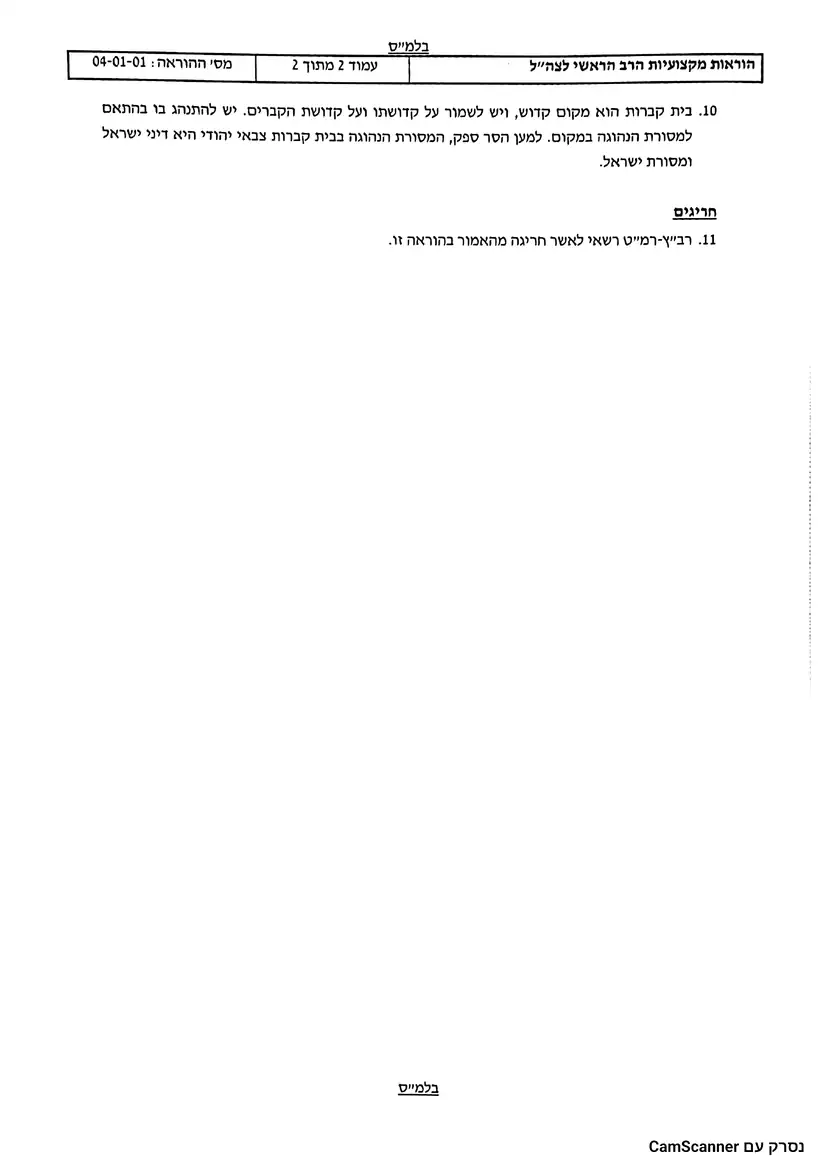 בלמ״ס
הוראות מקצועיות הרב הראשי לצה״ל עמוד 2 מתוך 2 מס׳ ההוראה: 04-01-01
10. בית קברות הוא מקום קדוש, ויש לשמור על קדושתו ועל קדושת הקברים. יש להתנהג בו בהתאם
למסורת הנהוגה במקום. למען הסר ספק, המסורת הנהוגה בבית קברות צבאי יהודי היא דיני ישראל
ומסורת ישראל.
חריגים
11. רב״ץ-רמ״ט רשאי לאשר חריגה מהאמור בהוראה זו.
בלמ״ס
נסרק עם CamScanner